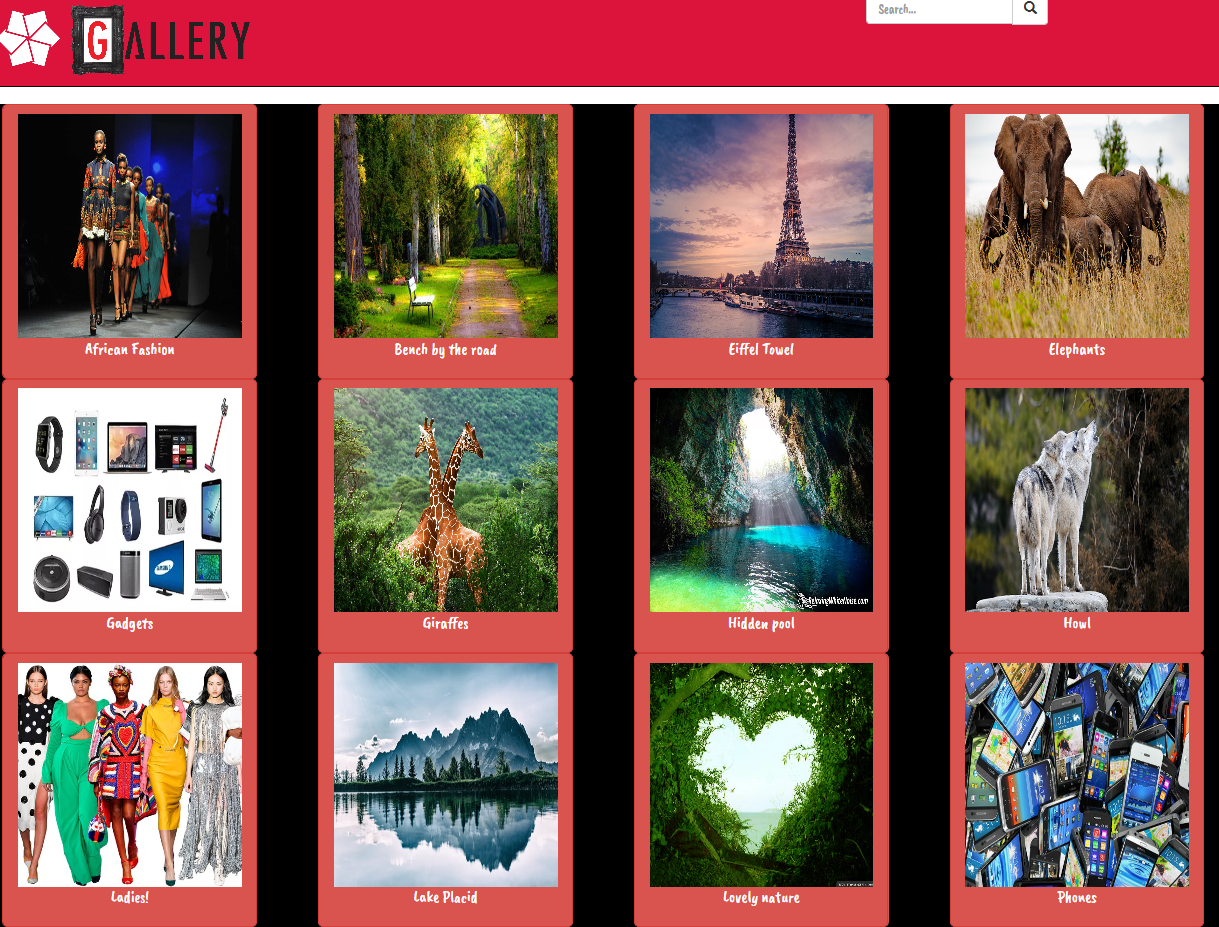 GALLERY
Search...
African Fashion
Bench by the road
Eiffel Towel
Elephants
Gadgets
Giraffes
Hidden pool
Howl
Ladies!
Lake Placid
Lovely nature
Phones
SAMSUNG